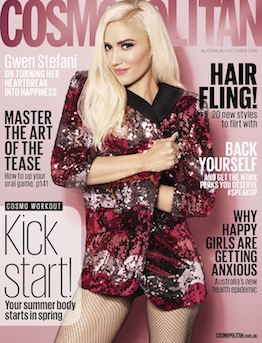 COSMOPOLITAN
AUSTRALIA • OCTOBER 2016
Gwen Stefani
ON TURNING HER
HEARTBREAK
INTO HAPPINESS
HAIR
FLING!
20 new styles
to flirt with
MASTER
THE ART
OF THE
TEASE
How to up your
oral game, p141
BACK
YOURSELF
AND GET THE WORK
PERKS YOU DESERVE
#SPEAKUP
COSMO WORKOUT
Kick
start!
Your summer body
starts in spring
WHY
HAPPY
GIRLS ARE
GETTING
ANXIOUS
Australia's new
health epidemic
COSMOPOLITAN.com.au